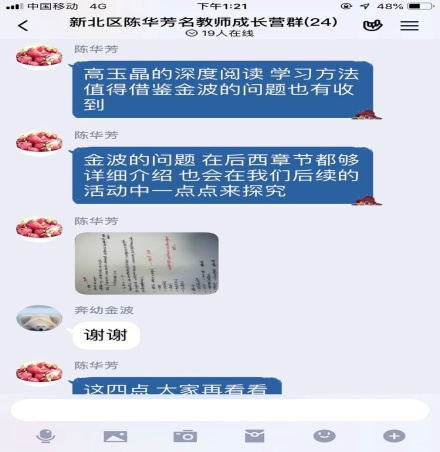 中国移动 4G 下午1:21 48%
新北区陈华芳名教师成长营群(24)
19人在线
陈华芳
高玉晶的深度阅读 学习方法
值得借鉴金波的问题也有收
到
陈华芳
金波的问题 在后西章节都够
详细介绍 也会在我们后续的
活动中一点点来探究
陈华芳
奔幼金波
谢谢
陈华芳
这四点 大家再看看